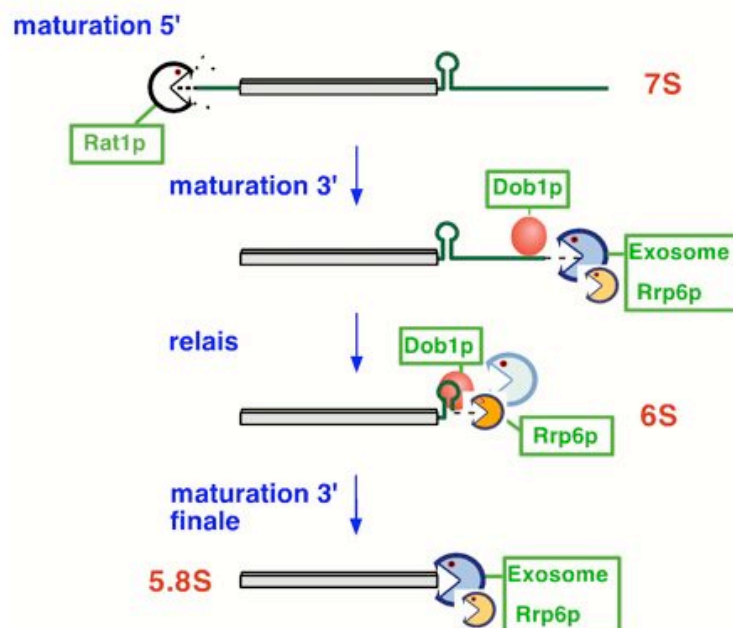 maturation 5'
7S
Rat1p
maturation 3'
Dob1p
Exosome
Rrp6p
relais
Dob1p
6S
Rrp6p
maturation 3'
finale
5.8S
Exosome
Rrp6p